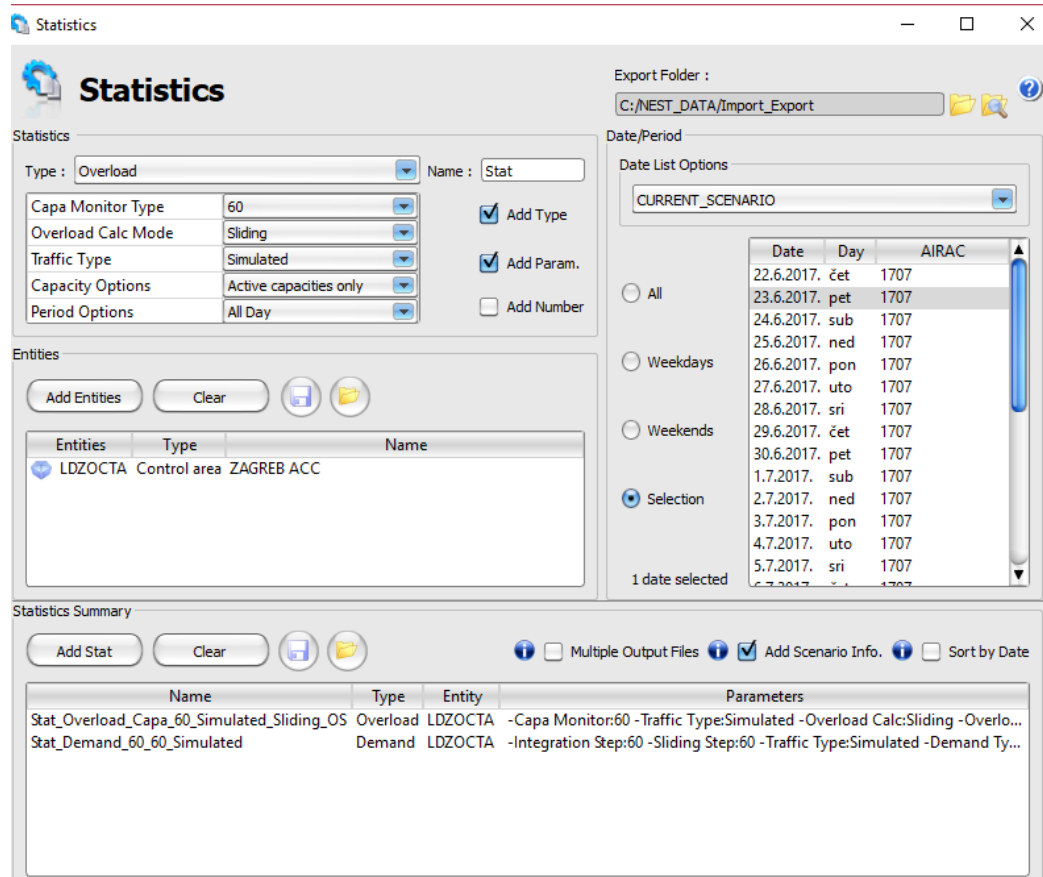 Statistics
Statistics
Export Folder :
C:/NEST_DATA/Import_Export
Statistics
Type : Overload Name : Stat
Capa Monitor Type 60
Overload Calc Mode Sliding
Traffic Type Simulated
Capacity Options Active capacities only
Period Options All Day
Add Type
Add Param.
Add Number
Date/Period
Date List Options
CURRENT_SCENARIO
All
Weekdays
Weekends
Selection
1 date selected
Date Day AIRAC
22.6.2017. čet 1707
23.6.2017. pet 1707
24.6.2017. sub 1707
25.6.2017. ned 1707
26.6.2017. pon 1707
27.6.2017. uto 1707
28.6.2017. sri 1707
29.6.2017. čet 1707
30.6.2017. pet 1707
1.7.2017. sub 1707
2.7.2017. ned 1707
3.7.2017. pon 1707
4.7.2017. uto 1707
5.7.2017. sri 1707
Entities
Add Entities Clear
Entities Type Name
LDZOCTA Control area ZAGREB ACC
Statistics Summary
Add Stat Clear Multiple Output Files Add Scenario Info. Sort by Date
Name Type Entity Parameters
Stat_Overload_Capa_60_Simulated_Sliding_OS Overload LDZOCTA -Capa Monitor:60 -Traffic Type:Simulated -Overload Calc:Sliding -Overlo...
Stat_Demand_60_60_Simulated Demand LDZOCTA -Integration Step:60 -Sliding Step:60 -Traffic Type:Simulated -Demand Ty...